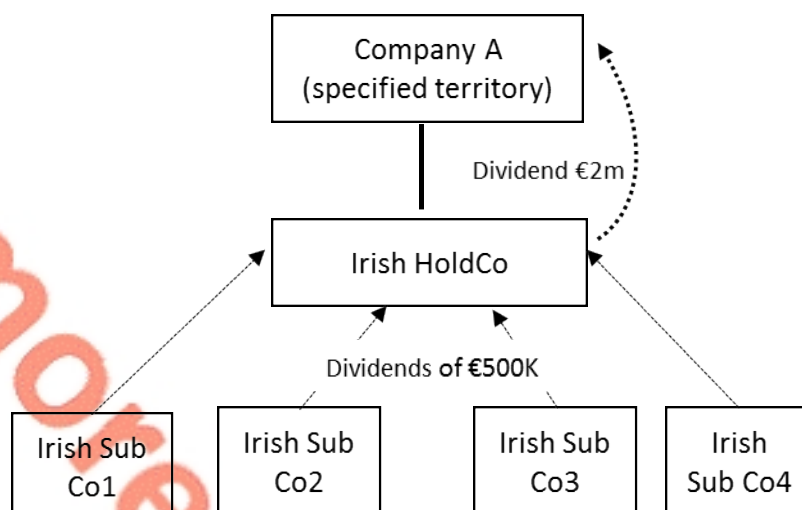 Company A
(specified territory)
Dividend €2m
Irish HoldCo
Dividends of €500K
Irish Sub
Co1
Irish Sub
Co2
Irish Sub
Co3
Irish
Sub Co4
more